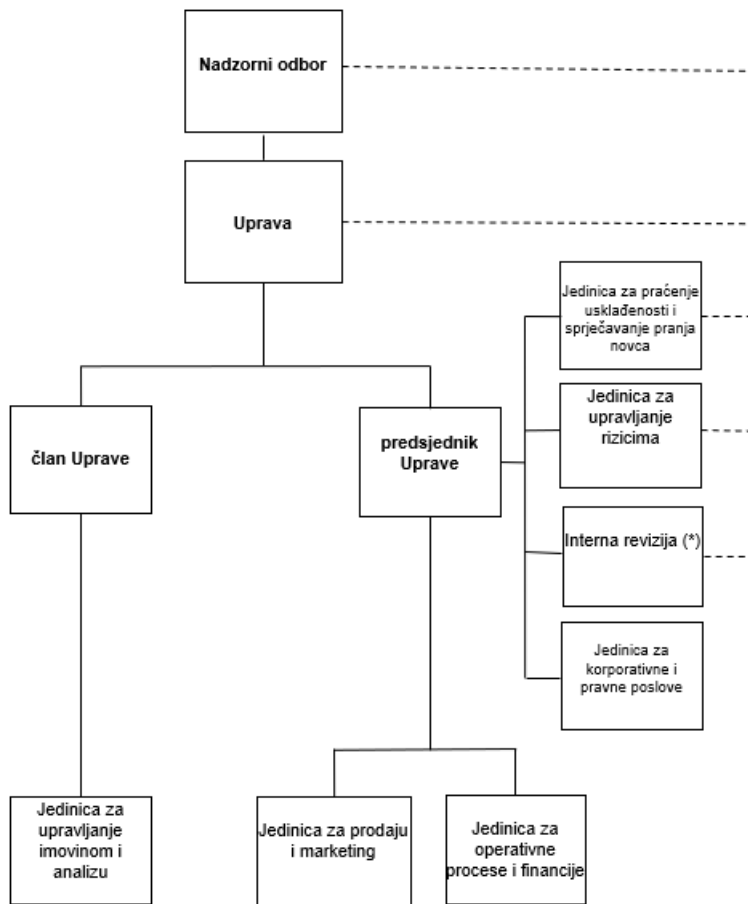 Nadzorni odbor
Uprava
Jedinica za praćenje
usklađenosti i
sprječavanje pranja
novca
Jedinica za
upravljanje
rizicima
član Uprave
predsjednik
Uprave
Interna revizija (*)
Jedinica za
korporativne i
pravne poslove
Jedinica za
upravljanje
imovinom i
analizu
Jedinica za prodaju
i marketing
Jedinica za
operativne
procese i financije